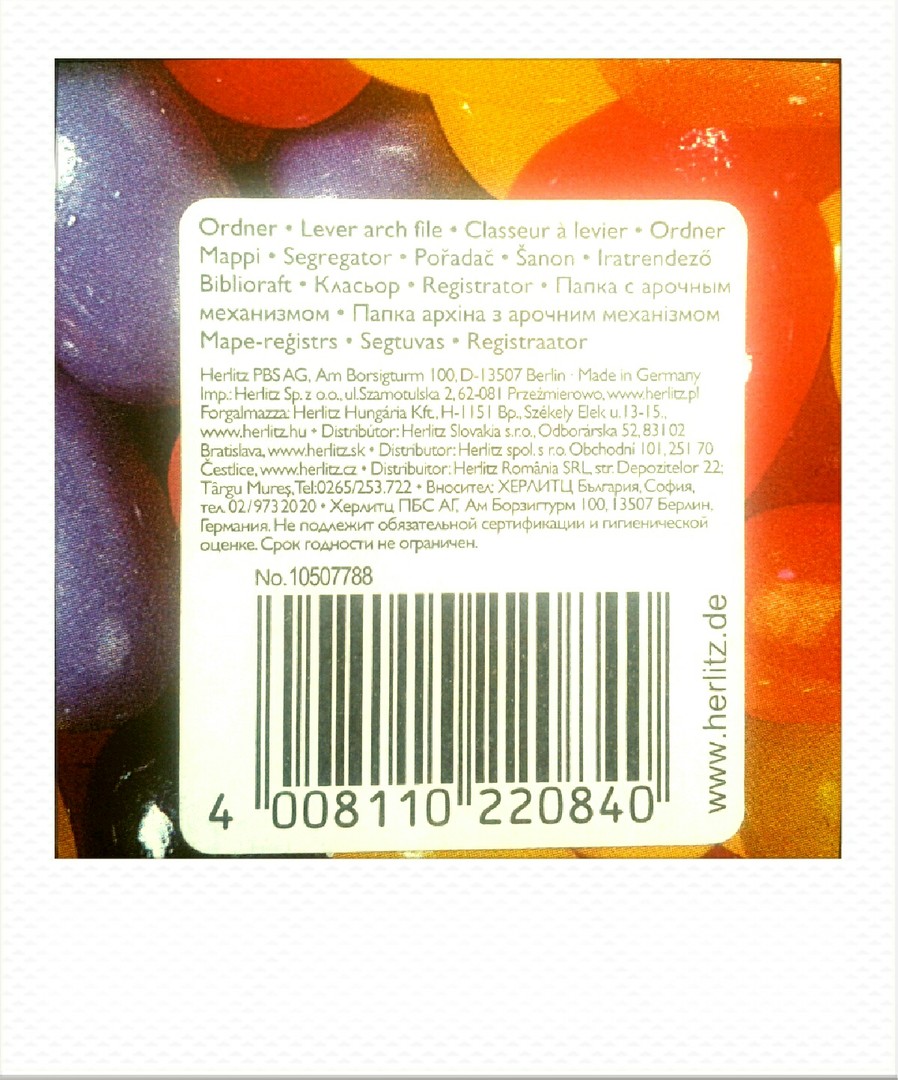 Ordner • Lever arch file • Classeur à levier • Ordner
Mappi • Segregator • Pořadač • Šanon • Iratrendező
Biblioraft • Класьор • Registrator • Папка с арочным
механизмом • Папка архіна з арочним механізмом
Mape-reģistrs • Segtuvas • Registraator
Herlitz PBS AG, Am Borsigturm 100, D-13507 Berlin · Made in Germany
Imp.: Herlitz Sp. z o.o., ul.Szamotulska 2, 62-081 Przeźmierowo, www.herlitz.pl
Forgalmazza: Herlitz Hungária Kft., H-1151 Bp., Székely Elek u. 13-15.,
www.herlitz.hu • Distribútor: Herlitz Slovakia s.r.o., Odborárska 52, 831 02
Bratislava, www.herlitz.sk • Distributor: Herlitz spol. s r.o. Obchodní 101, 251 70
Čestlice, www.herlitz.cz • Distribuitor: Herlitz România SRL, str. Depozitelor 22;
Târgu Mureş, Tel:0265/253.722 • Вносител: ХЕРЛИТЦ България, София,
тел. 02/973 2020 • Херлитц ПБС АГ, Ам Борзигтурм 100, 13507 Берлин,
Германия. Не подлежит обязательной сертификации и гигиенической
оценке. Срок годности не ограничен.
No. 10507788
www.herlitz.de
4 008110 220840